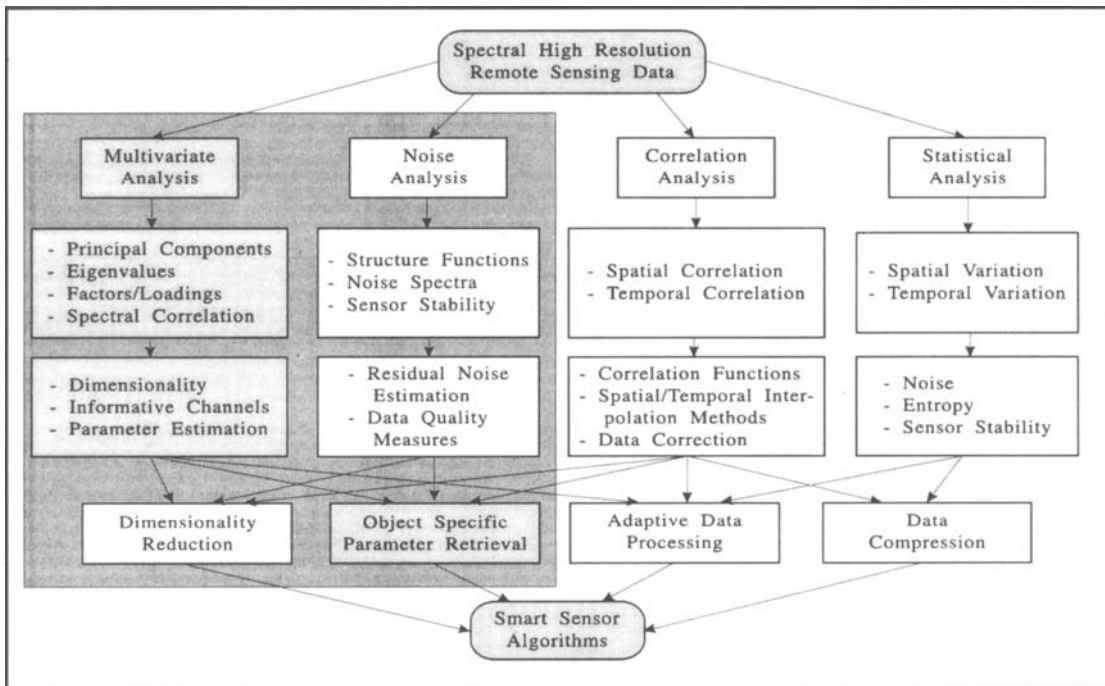 Spectral High Resolution
Remote Sensing Data
Multivariate
Analysis
Noise
Analysis
Correlation
Analysis
Statistical
Analysis
- Principal Components
- Eigenvalues
- Factors/Loadings
- Spectral Correlation
- Structure Functions
- Noise Spectra
- Sensor Stability
- Spatial Correlation
- Temporal Correlation
- Spatial Variation
- Temporal Variation
- Dimensionality
- Informative Channels
- Parameter Estimation
- Residual Noise
Estimation
- Data Quality
Measures
- Correlation Functions
- Spatial/Temporal Inter-
polation Methods
- Data Correction
- Noise
- Entropy
- Sensor Stability
Dimensionality
Reduction
Object Specific
Parameter Retrieval
Adaptive Data
Processing
Data
Compression
Smart Sensor
Algorithms